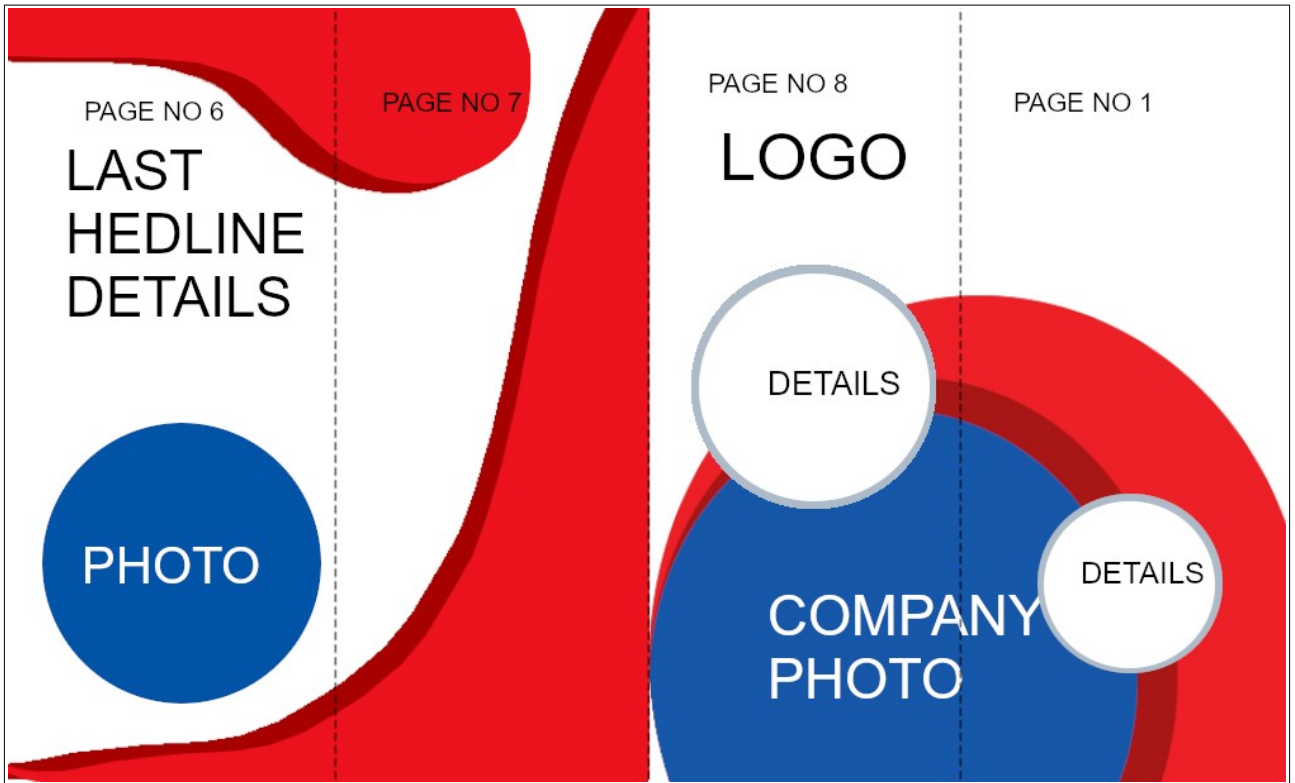 PAGE NO 6
LAST
HEDLINE
DETAILS
PHOTO
PAGE NO 7
PAGE NO 8
LOGO
DETAILS
COMPANY
PHOTO
PAGE NO 1
DETAILS